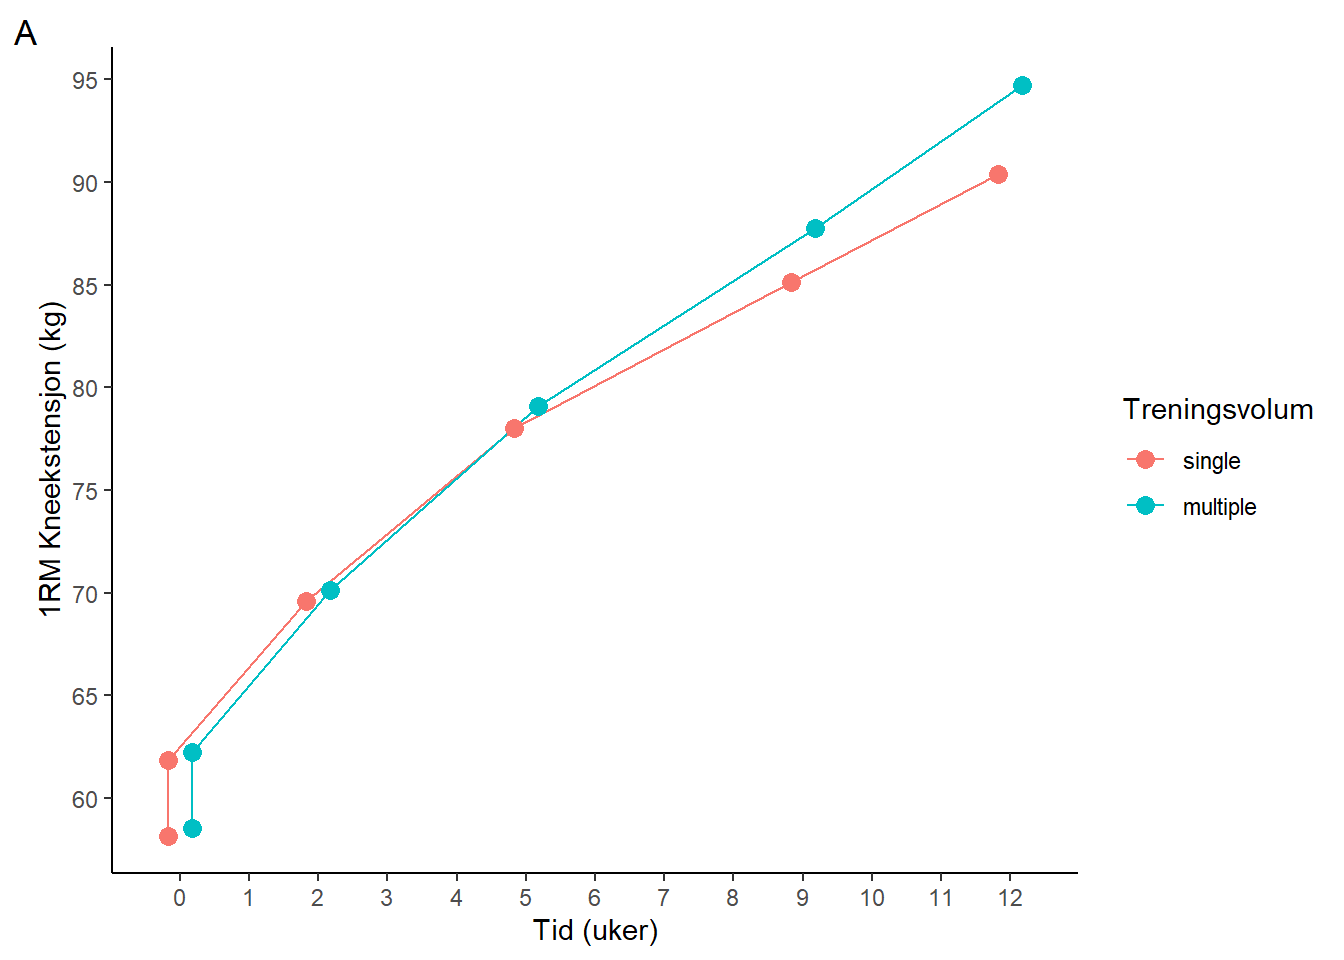 A
95
90
85
80
75
70
65
60
1RM Kneekstensjon (kg)
0 1 2 3 4 5 6 7 8 9 10 11 12
Tid (uker)
Treningsvolum
single
multiple